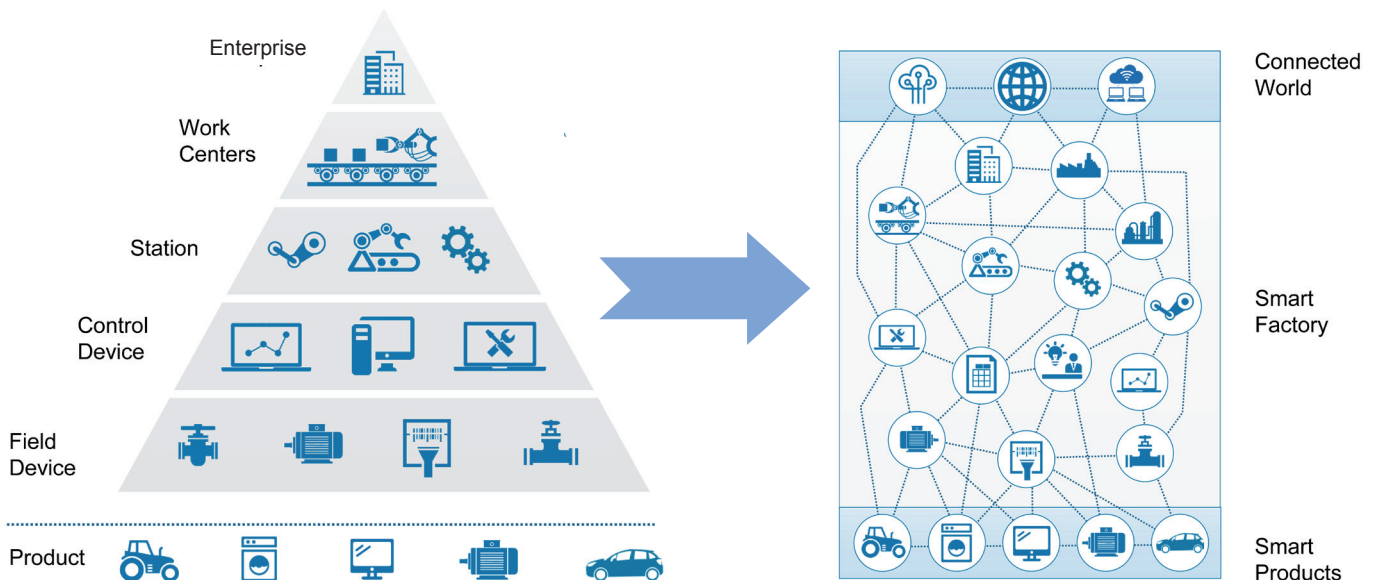 Enterprise
Work
Centers
Station
Control
Device
Field
Device
Product
Connected
World
Smart
Factory
Smart
Products